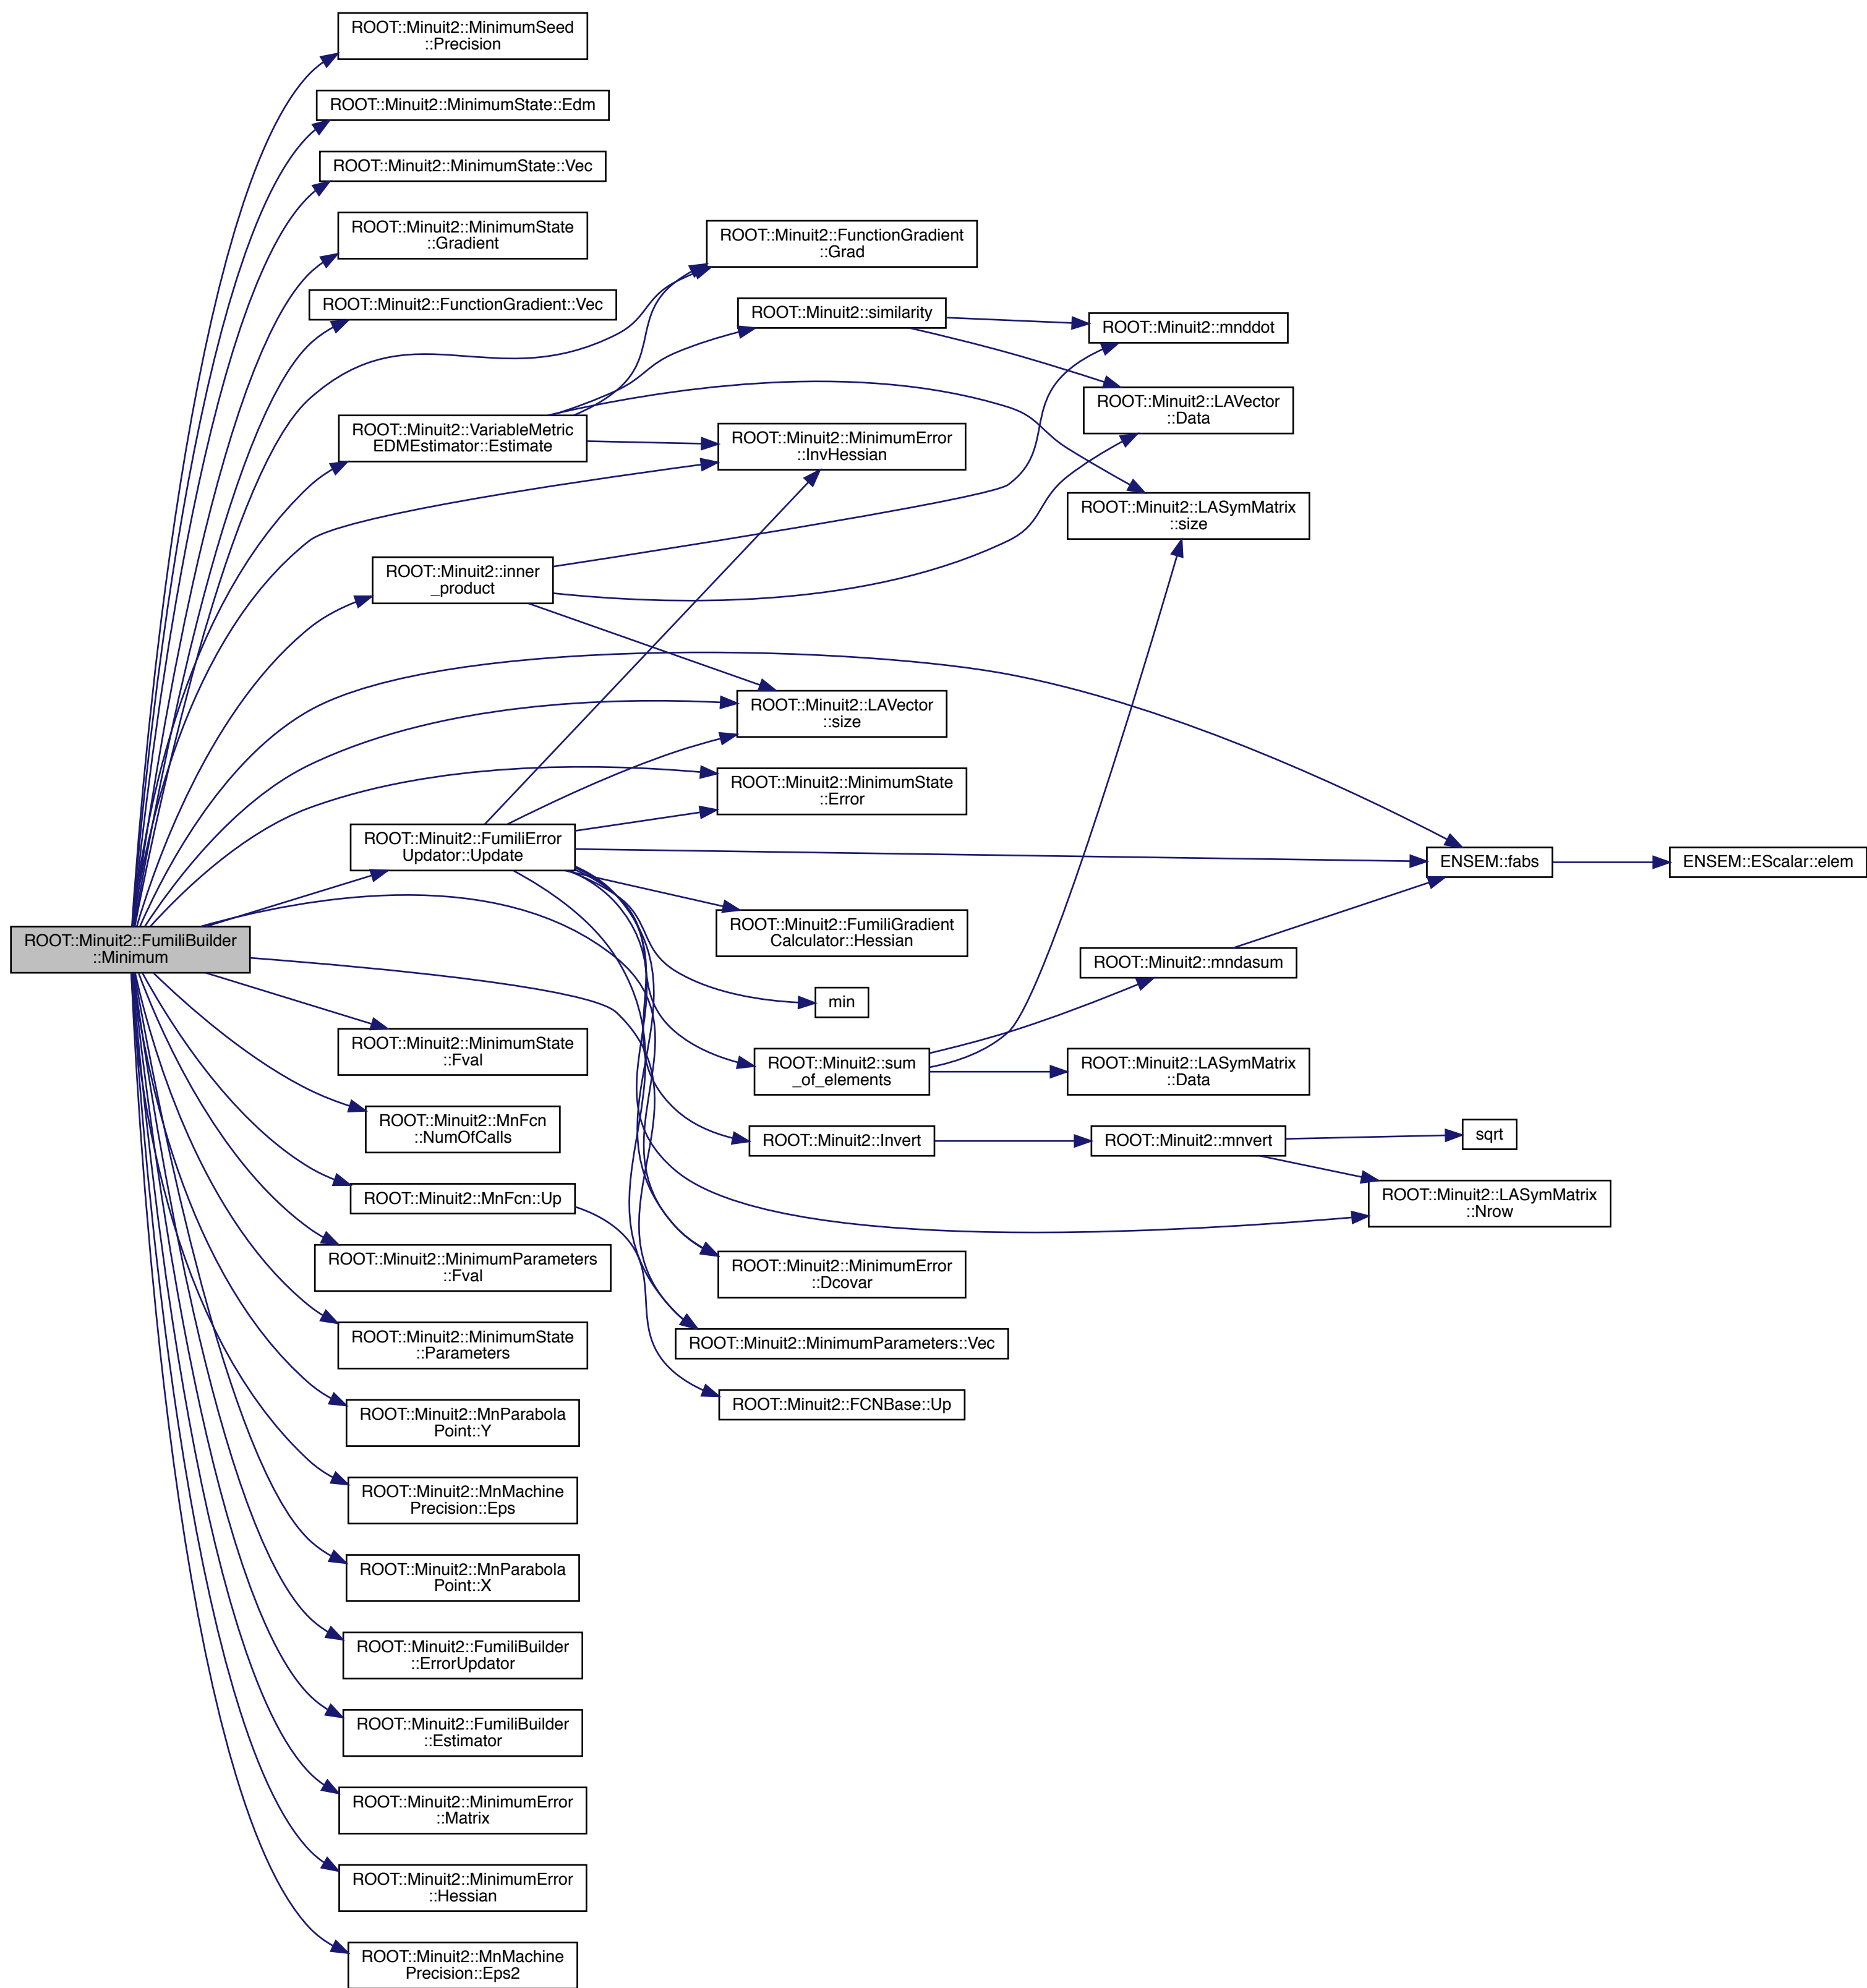 ROOT::Minuit2::MinimumSeed
::Precision
ROOT::Minuit2::MinimumState::Edm
ROOT::Minuit2::MinimumState::Vec
ROOT::Minuit2::MinimumState
::Gradient
ROOT::Minuit2::FunctionGradient
::Grad
ROOT::Minuit2::FunctionGradient::Vec
ROOT::Minuit2::similarity
ROOT::Minuit2::mnddot
ROOT::Minuit2::LAVector
::Data
ROOT::Minuit2::VariableMetric
EDMEstimator::Estimate
ROOT::Minuit2::MinimumError
::InvHessian
ROOT::Minuit2::LASymMatrix
::size
ROOT::Minuit2::inner
_product
ROOT::Minuit2::LAVector
::size
ROOT::Minuit2::MinimumState
::Error
ROOT::Minuit2::FumiliError
Updator::Update
ENSEM::fabs
ENSEM::EScalar::elem
ROOT::Minuit2::FumiliGradient
Calculator::Hessian
ROOT::Minuit2::FumiliBuilder
::Minimum
ROOT::Minuit2::mndasum
min
ROOT::Minuit2::MinimumState
::Fval
ROOT::Minuit2::sum
_of_elements
ROOT::Minuit2::LASymMatrix
::Data
ROOT::Minuit2::MnFcn
::NumOfCalls
ROOT::Minuit2::Invert
ROOT::Minuit2::mnvert
sqrt
ROOT::Minuit2::MnFcn::Up
ROOT::Minuit2::LASymMatrix
::Nrow
ROOT::Minuit2::MinimumParameters
::Fval
ROOT::Minuit2::MinimumError
::Dcovar
ROOT::Minuit2::MinimumState
::Parameters
ROOT::Minuit2::MinimumParameters::Vec
ROOT::Minuit2::FCNBase::Up
ROOT::Minuit2::MnParabola
Point::Y
ROOT::Minuit2::MnMachine
Precision::Eps
ROOT::Minuit2::MnParabola
Point::X
ROOT::Minuit2::FumiliBuilder
::ErrorUpdator
ROOT::Minuit2::FumiliBuilder
::Estimator
ROOT::Minuit2::MinimumError
::Matrix
ROOT::Minuit2::MinimumError
::Hessian
ROOT::Minuit2::MnMachine
Precision::Eps2